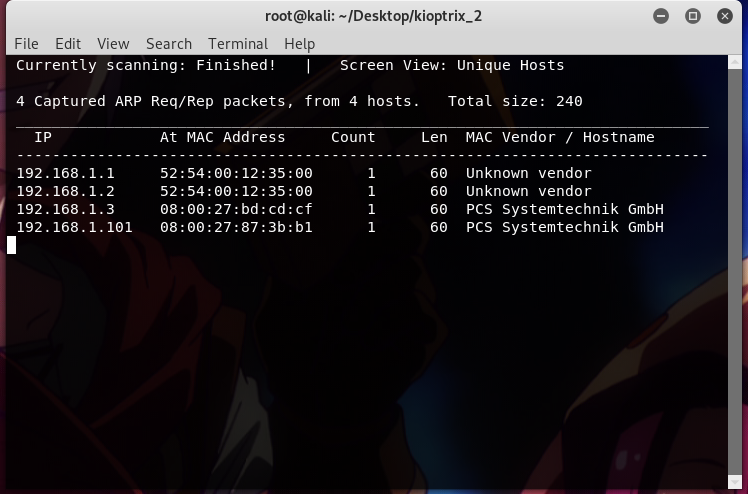 root@kali: ~/Desktop/kioptrix_2
File Edit View Search Terminal Help
Currently scanning: Finished! | Screen View: Unique Hosts
4 Captured ARP Req/Rep packets, from 4 hosts. Total size: 240
_____________________________________________________________________________
IP At MAC Address Count Len MAC Vendor / Hostname
-----------------------------------------------------------------------------
192.168.1.1 52:54:00:12:35:00 1 60 Unknown vendor
192.168.1.2 52:54:00:12:35:00 1 60 Unknown vendor
192.168.1.3 08:00:27:bd:cd:cf 1 60 PCS Systemtechnik GmbH
192.168.1.101 08:00:27:87:3b:b1 1 60 PCS Systemtechnik GmbH